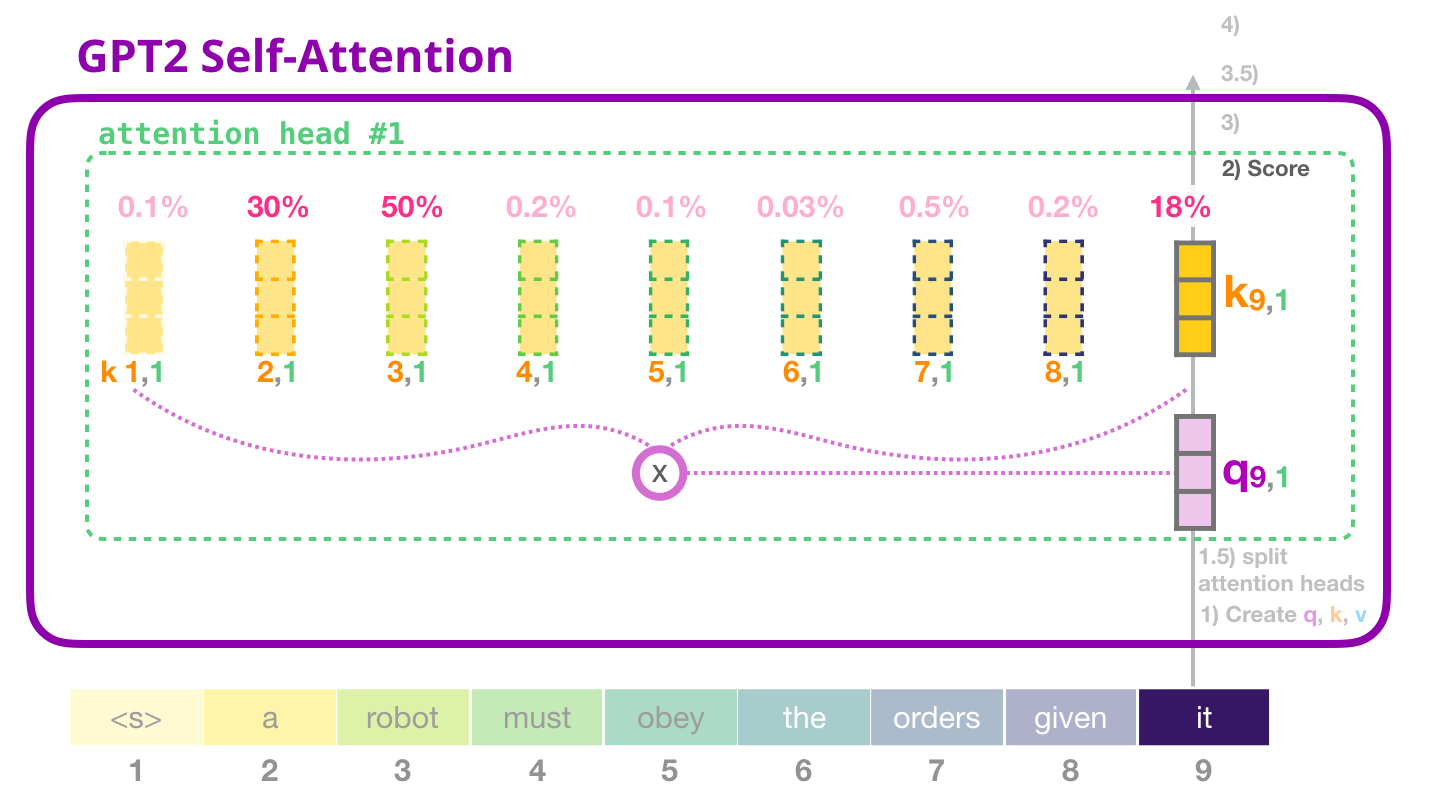 4)
GPT2 Self-Attention
3.5)
3)
attention head #1
2) Score
0.1% 30% 50% 0.2% 0.1% 0.03% 0.5% 0.2% 18%
k9,1
k 1,1 2,1 3,1 4,1 5,1 6,1 7,1 8,1
X
q9,1
1.5) split
attention heads
1) Create q, k, v
<s> a robot must obey the orders given it
1 2 3 4 5 6 7 8 9